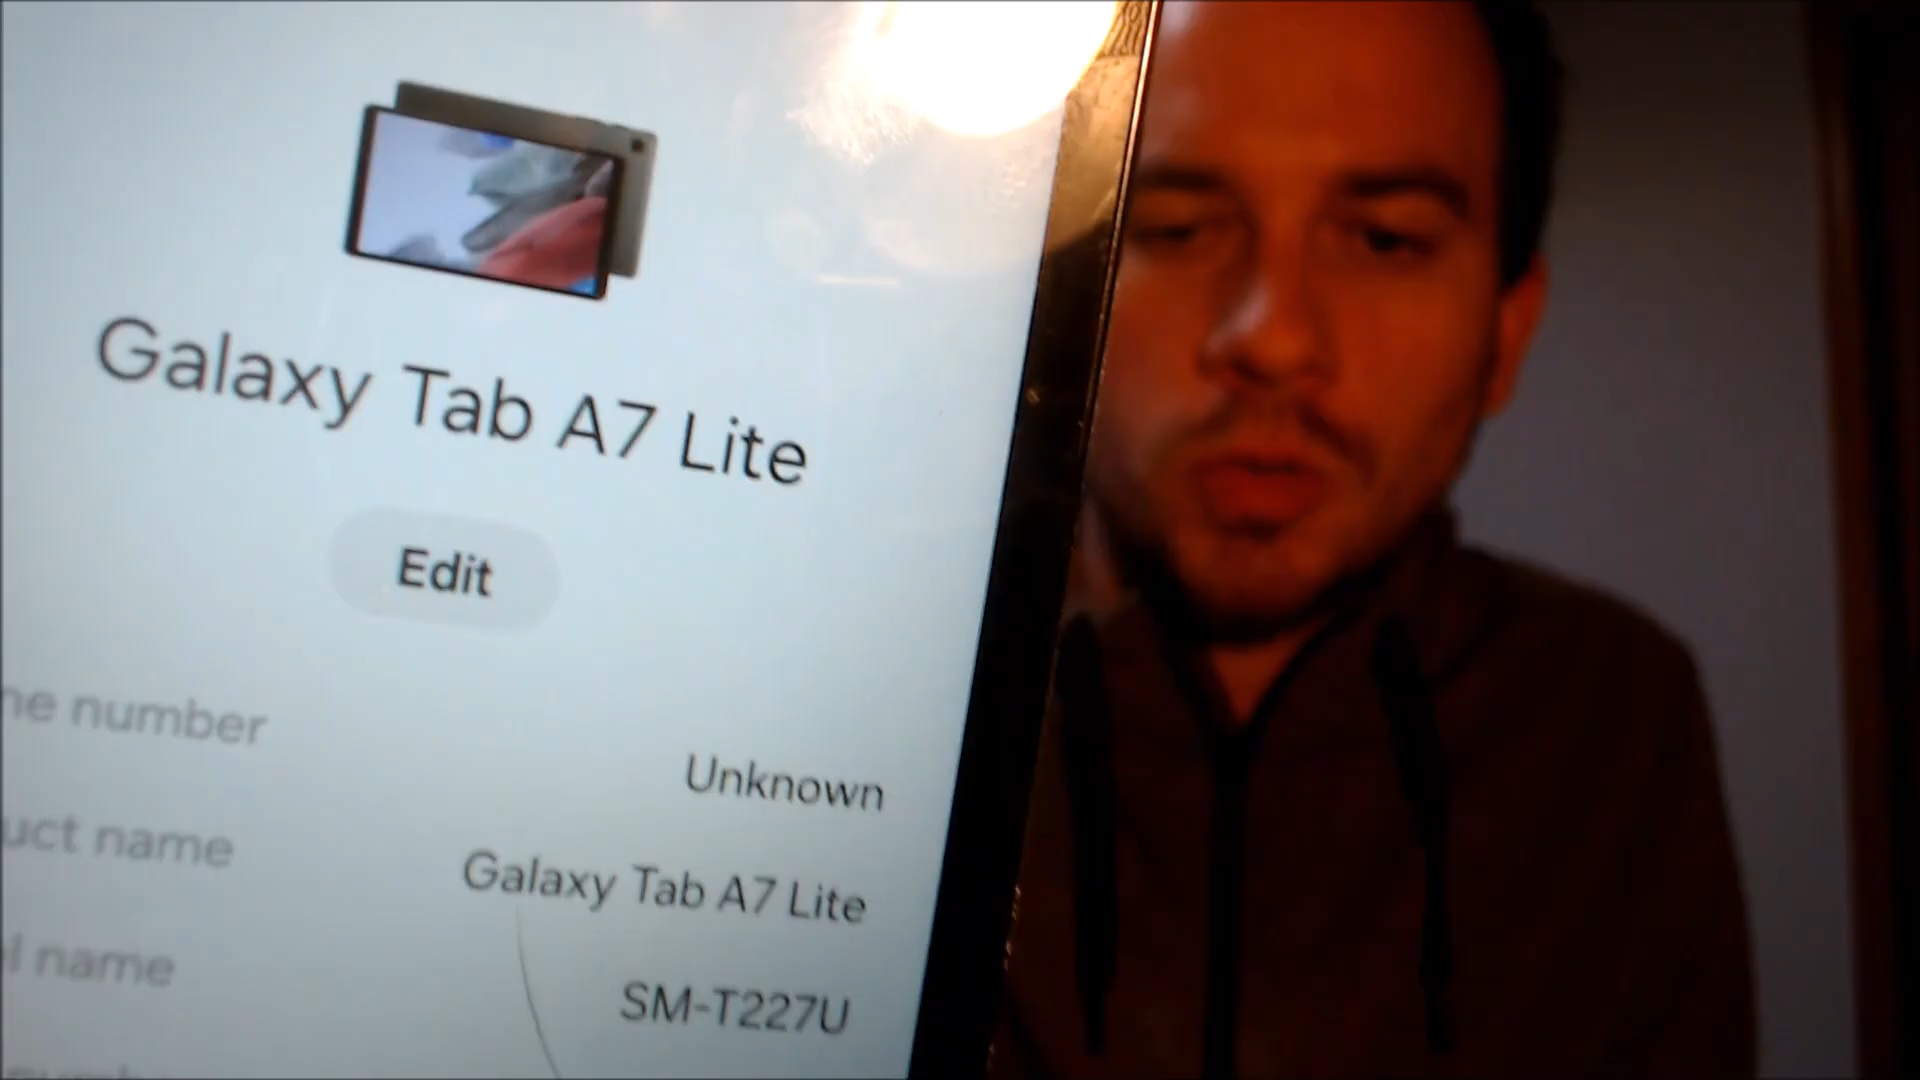 Galaxy Tab A7 Lite
Edit
ne number
Unknown
uct name
Galaxy Tab A7 Lite
l name
SM-T227U